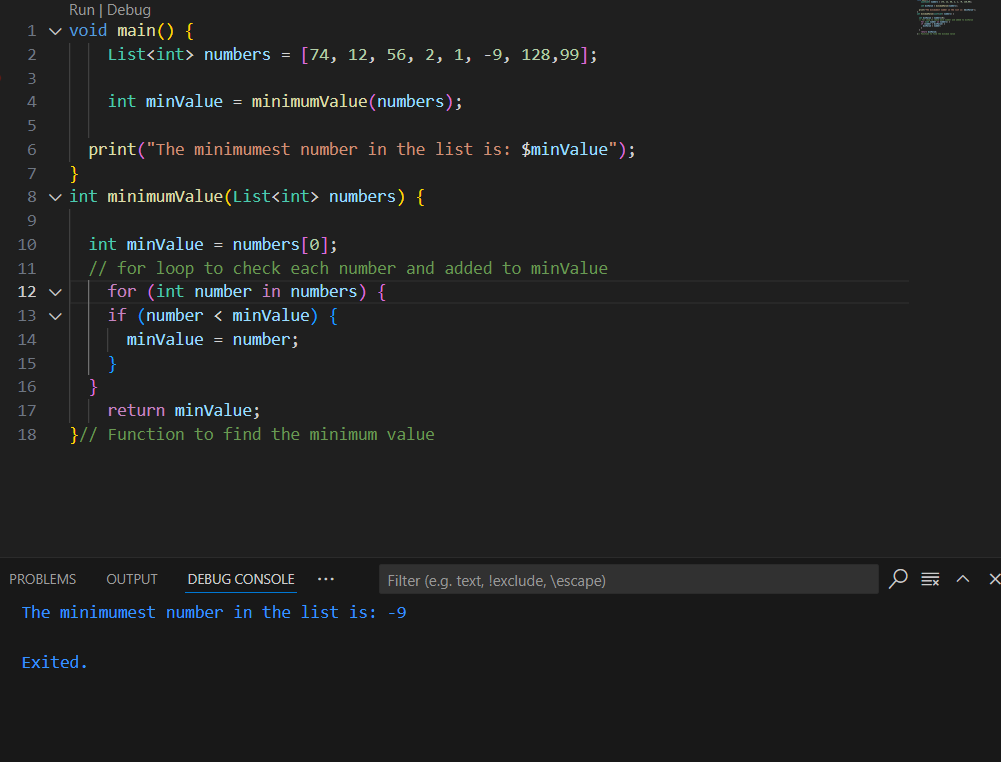 Run | Debug
1 void main() {
2 List<int> numbers = [74, 12, 56, 2, 1, -9, 128,99];
3
4 int minValue = minimumValue(numbers);
5
6 print("The minimumest number in the list is: $minValue");
7 }
8 int minimumValue(List<int> numbers) {
9
10 int minValue = numbers[0];
11 // for loop to check each number and added to minValue
12 for (int number in numbers) {
13 if (number < minValue) {
14 minValue = number;
15 }
16 }
17 return minValue;
18 }// Function to find the minimum value
PROBLEMS OUTPUT DEBUG CONSOLE ··· Filter (e.g. text, !exclude, \escape)
The minimumest number in the list is: -9
Exited.